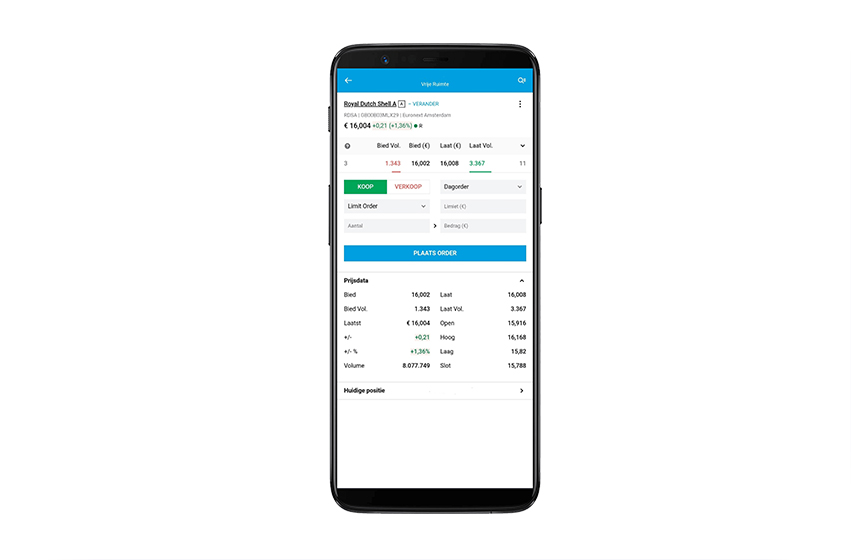 Vrije Ruimte
Royal Dutch Shell A A VERANDER
RDSA | GB00B03MLX29 | Euronext Amsterdam
€ 16,004 +0,21 (+1,36%) R
Bied Vol. Bied (€) Laat (€) Laat Vol.
3 1.343 16,002 16,008 3.367 11
KOOP VERKOOP Dagorder
Limit Order Limiet (€)
Aantal Bedrag (€)
PLAATS ORDER
Prijsdata
Bied 16,002 Laat 16,008
Bied Vol. 1.343 Laat Vol. 3.367
Laatst € 16,004 Open 15,916
+/- +0,21 Hoog 16,168
+/- % +1,36% Laag 15,82
Volume 8.077.749 Slot 15,788
Huidige positie